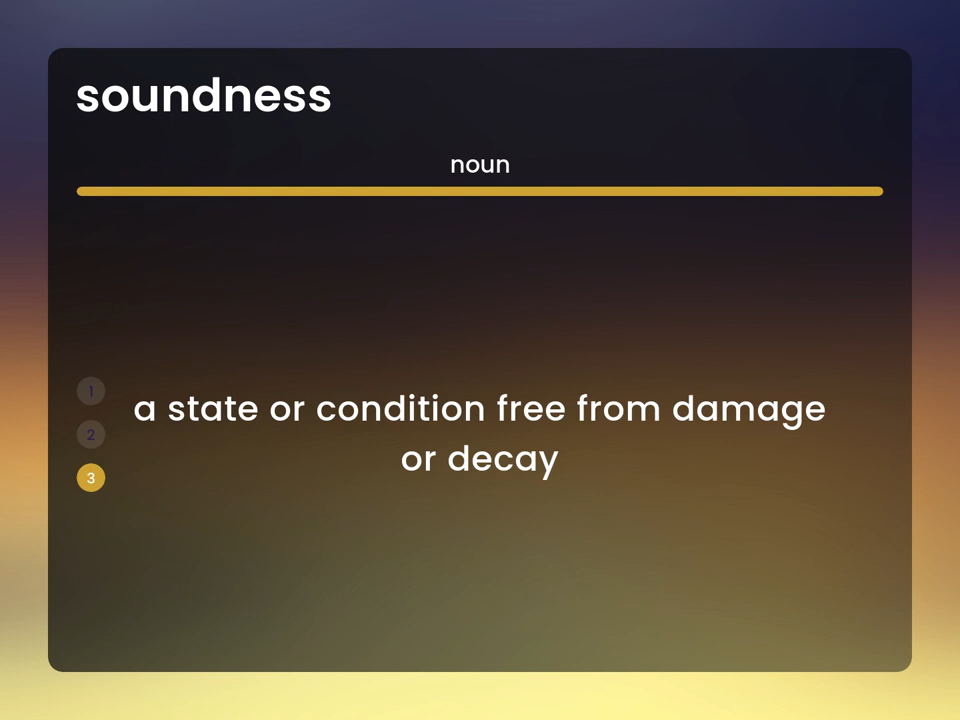 soundness
noun
1
2
3
a state or condition free from damage
or decay